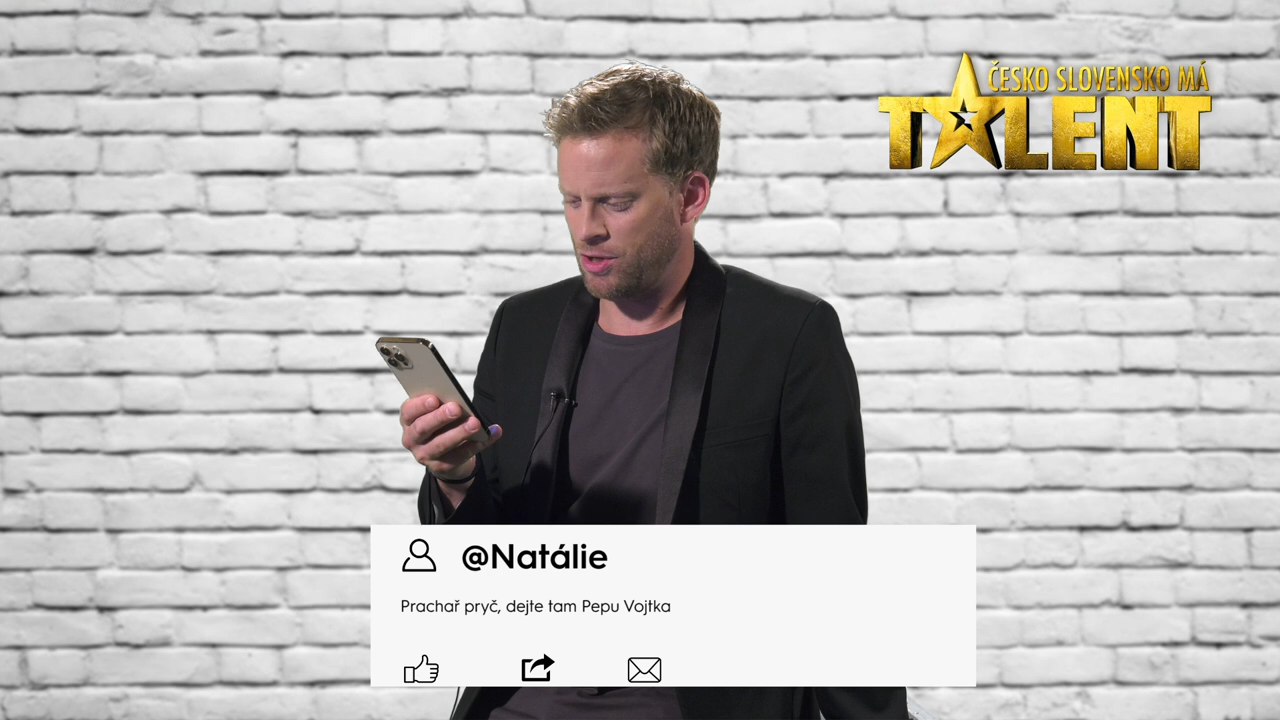 ČESKO SLOVENSKO MÁ
TALENT
@Natálie
Prachař pryč, dejte tam Pepu Vojtka